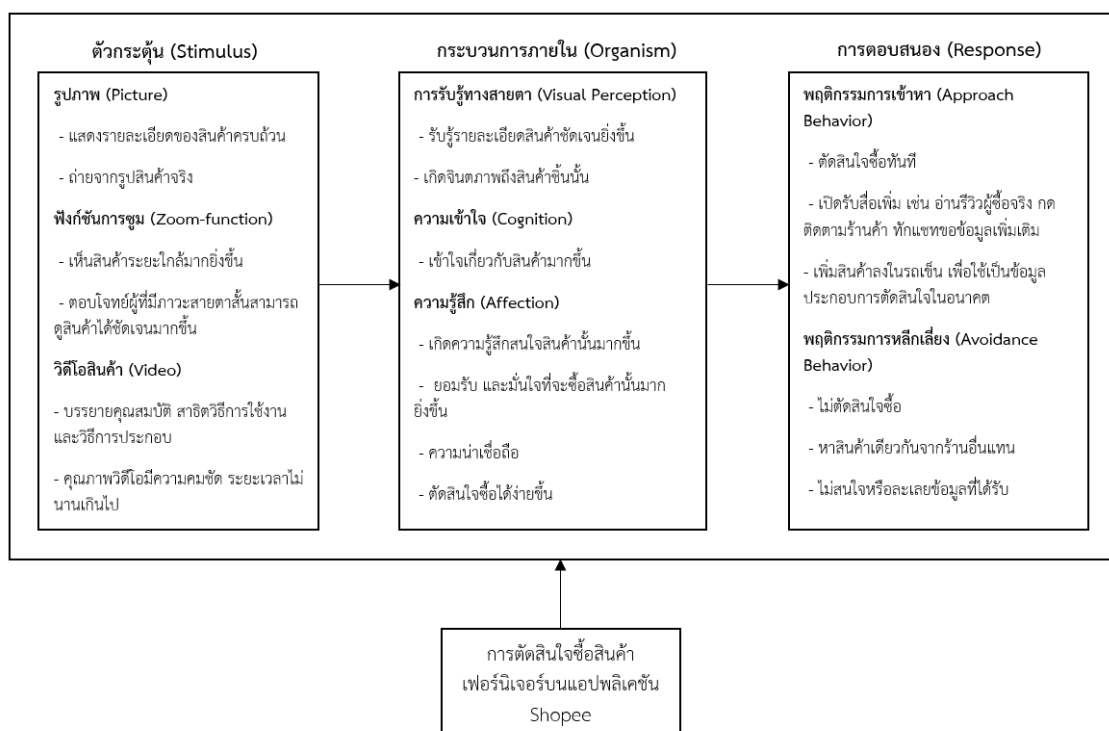 ตัวกระตุ้น (Stimulus)
รูปภาพ (Picture)
- แสดงรายละเอียดของสินค้าครบถ้วน
- ถ่ายจากรูปสินค้าจริง
ฟังก์ชันการซูม (Zoom-function)
- เห็นสินค้าระยะใกล้มากยิ่งขึ้น
- ตอบโจทย์ผู้ที่มีภาวะสายตาสั้นสามารถ
ดูสินค้าได้ชัดเจนมากขึ้น
วิดีโอสินค้า (Video)
- บรรยายคุณสมบัติ สาธิตวิธีการใช้งาน
และวิธีการประกอบ
- คุณภาพวิดีโอมีความคมชัด ระยะเวลาไม่
นานเกินไป
กระบวนการภายใน (Organism)
การรับรู้ทางสายตา (Visual Perception)
- รับรู้รายละเอียดสินค้าชัดเจนยิ่งขึ้น
- เกิดจินตภาพถึงสินค้าชิ้นนั้น
ความเข้าใจ (Cognition)
- เข้าใจเกี่ยวกับสินค้ามากขึ้น
ความรู้สึก (Affection)
- เกิดความรู้สึกสนใจสินค้านั้นมากขึ้น
- ยอมรับ และมั่นใจที่จะซื้อสินค้านั้นมาก
ยิ่งขึ้น
- ความน่าเชื่อถือ
- ตัดสินใจซื้อได้ง่ายขึ้น
การตอบสนอง (Response)
พฤติกรรมการเข้าหา (Approach
Behavior)
- ตัดสินใจซื้อทันที
- เปิดรับสื่อเพิ่ม เช่น อ่านรีวิวผู้ซื้อจริง กด
ติดตามร้านค้า ทักแชทขอข้อมูลเพิ่มเติม
- เพิ่มสินค้าลงในรถเข็น เพื่อใช้เป็นข้อมูล
ประกอบการตัดสินใจในอนาคต
พฤติกรรมการหลีกเลี่ยง (Avoidance
Behavior)
- ไม่ตัดสินใจซื้อ
- หาสินค้าเดียวกันจากร้านอื่นแทน
- ไม่สนใจหรือละเลยข้อมูลที่ได้รับ
การตัดสินใจซื้อสินค้า
เฟอร์นิเจอร์บนแอปพลิเคชัน
Shopee